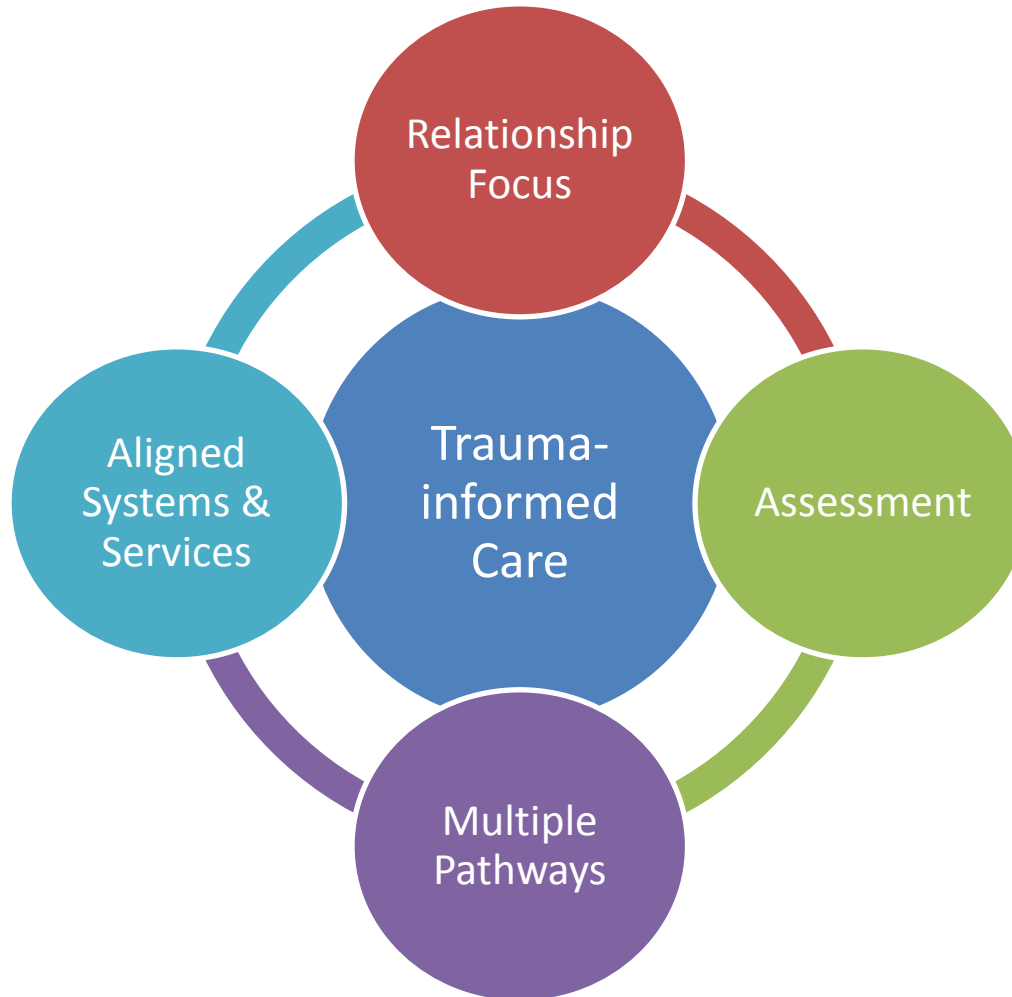 Relationship
Focus
Aligned
Systems &
Services
Trauma-
informed
Care
Assessment
Multiple
Pathways